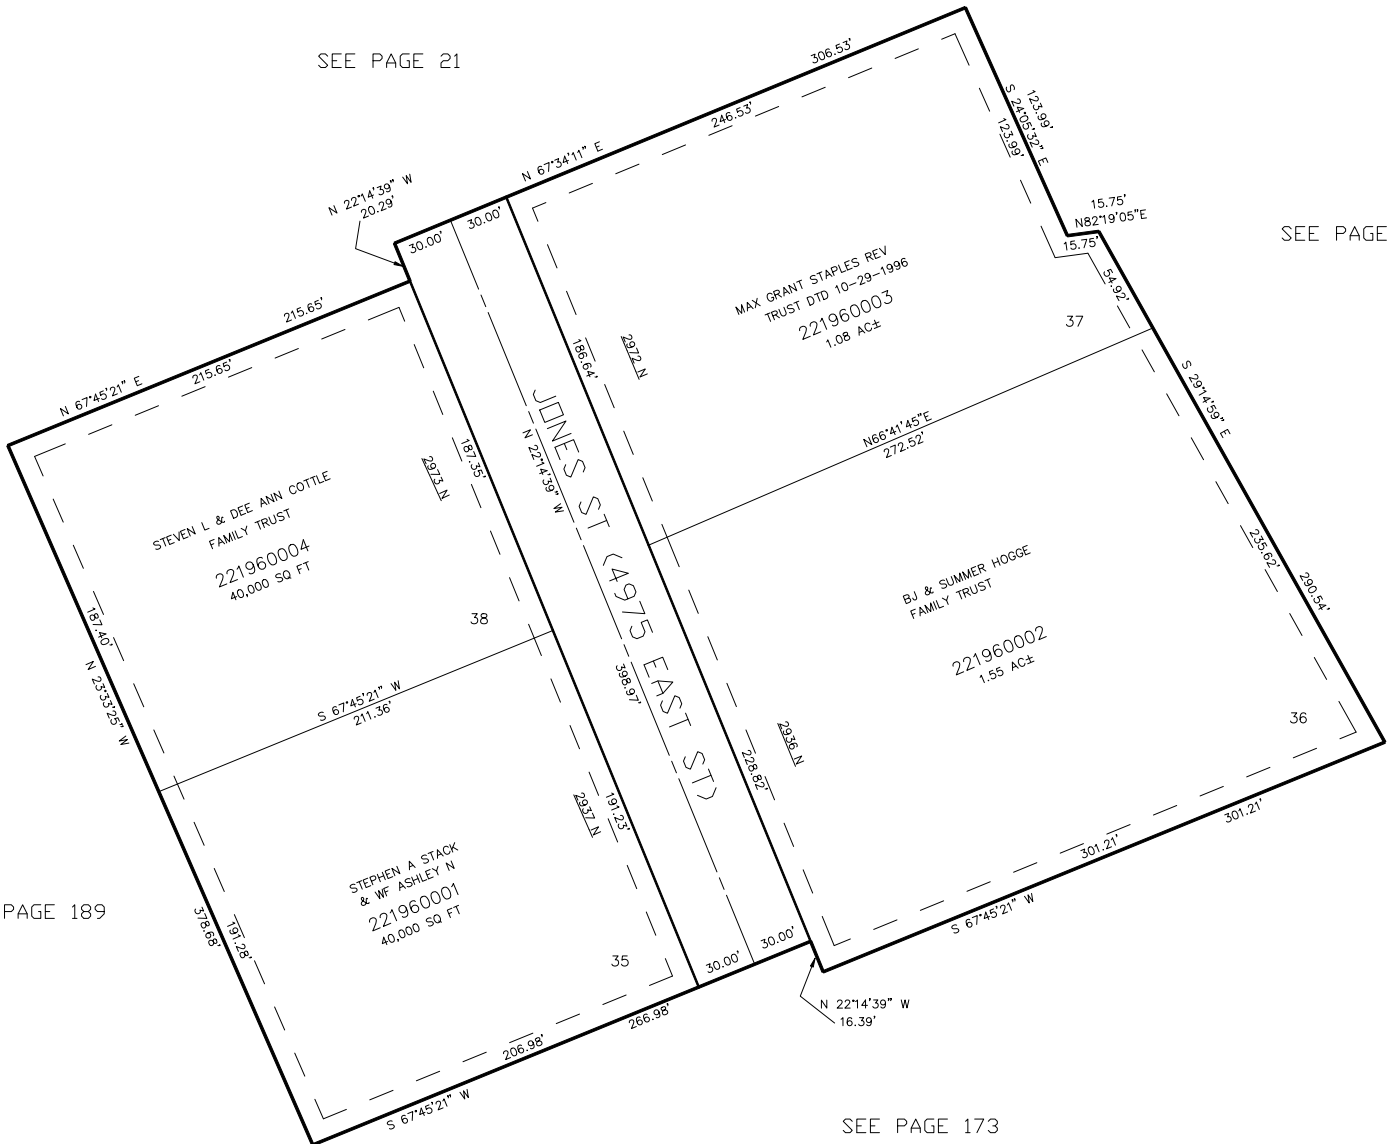 SEE PAGE 21
306.53'
246.53'
N 67°34'11" E
S 24°05'32" E
123.99'
123.99'
N 22°14'39" W
20.29'
30.00'
30.00'
15.75'
N82°19'05"E
15.75'
SEE PAGE
54.92'
MAX GRANT STAPLES REV
TRUST DTD 10-29-1996
221960003
1.08 AC±
37
215.65'
N 67°45'21" E
215.65'
186.64'
2972 N
S 29°14'59" E
N66°41'45"E
272.52'
JONES ST (4975 EAST ST)
N 22°14'39" W
398.97'
187.35'
2973 N
STEVEN L & DEE ANN COTTLE
FAMILY TRUST
221960004
40,000 SQ FT
38
187.40'
N 23°33'25" W
S 67°45'21" W
211.36'
235.62'
290.54'
BJ & SUMMER HOGGE
FAMILY TRUST
221960002
1.55 AC±
36
2936 N
228.82'
301.21'
301.21'
S 67°45'21" W
2937 N
191.23'
STEPHEN A STACK
& WF ASHLEY N
221960001
40,000 SQ FT
35
PAGE 189
378.68'
191.28'
30.00'
30.00'
N 22°14'39" W
16.39'
266.98'
206.98'
S 67°45'21" W
SEE PAGE 173